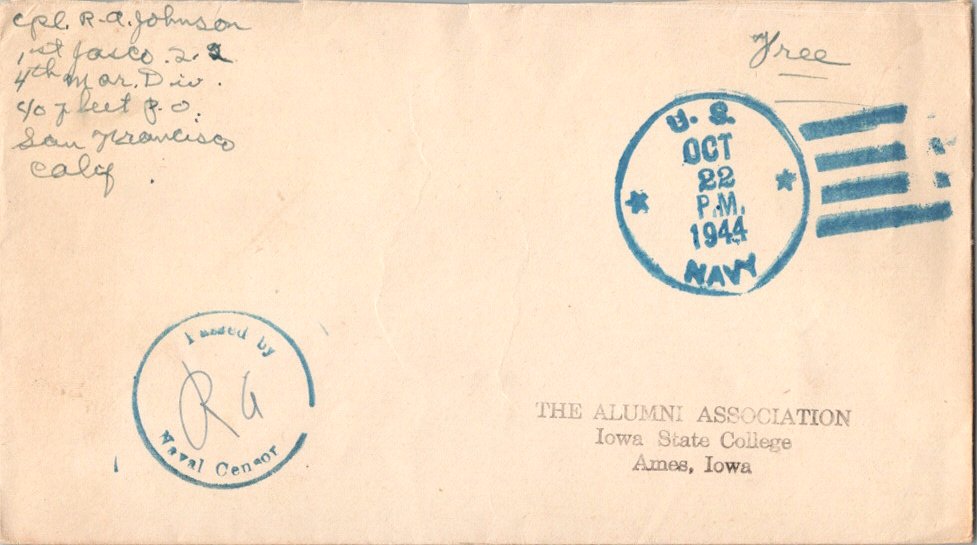 Cpl. R. A. Johnson
1st Jasco.
4th Mar. Div.
c/o Fleet P.O.
San Francisco
Calif.
Free
U. S.
OCT
22
P.M.
1944
NAVY
Passed by
Naval Censor
THE ALUMNI ASSOCIATION
Iowa State College
Ames, Iowa